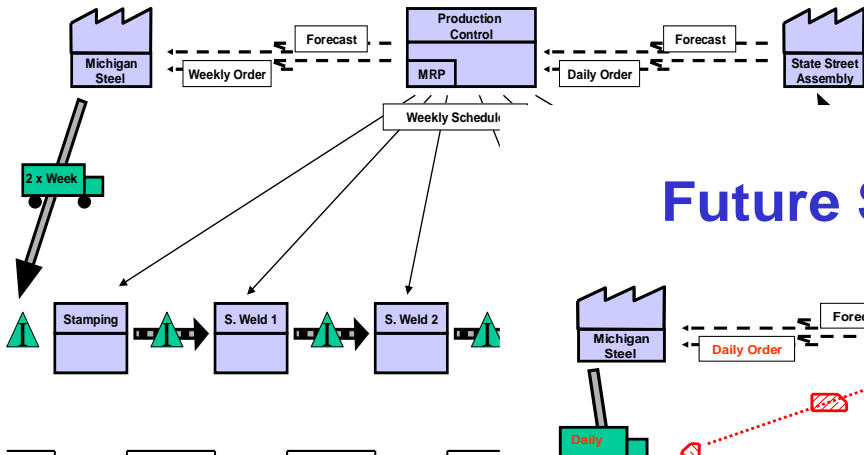 Production
Control
Forecast
Forecast
Michigan
Steel
Weekly Order
MRP
Daily Order
State Street
Assembly
Weekly Schedule
2 x Week
Future
Stamping
I
S. Weld 1
I
S. Weld 2
I
I
Michigan
Steel
Daily Order
Daily